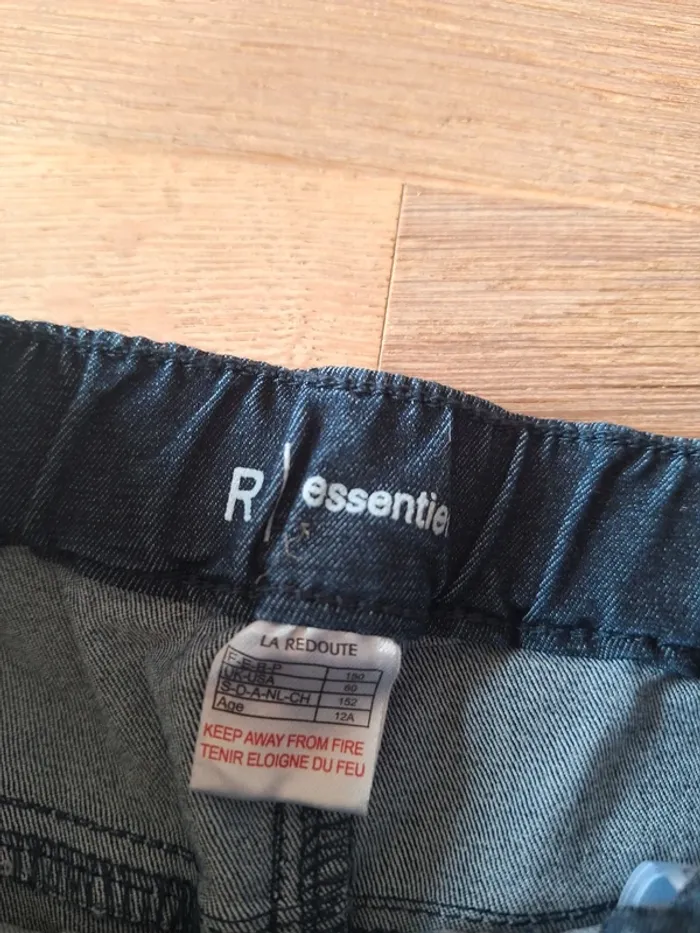 R essentie
LA REDOUTE
F-E-B-P 150
UK-USA 60
S-D-A-NL-CH 152
Age 12A
KEEP AWAY FROM FIRE
TENIR ELOIGNE DU FEU